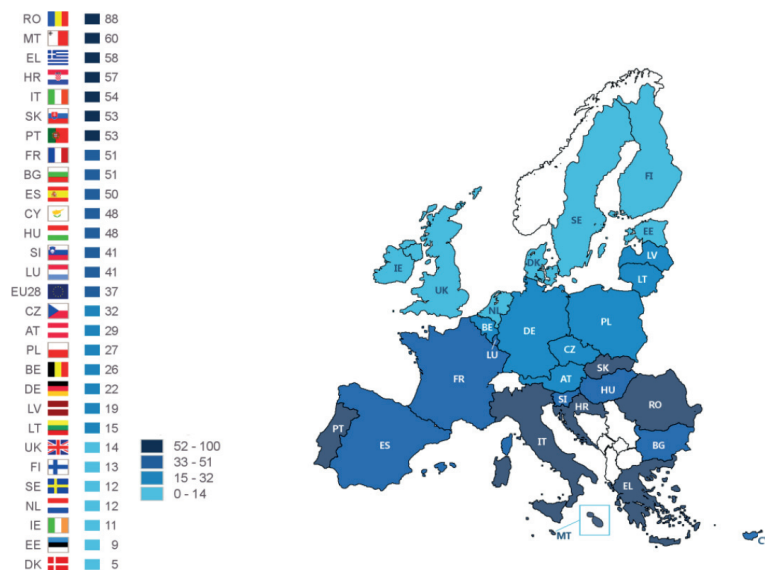 RO 88
MT 60
EL 58
HR 57
IT 54
SK 53
PT 53
FR 51
BG 51
ES 50
CY 48
HU 48
SI 41
LU 41
EU28 37
CZ 32
AT 29
PL 27
BE 26
DE 22
LV 19
LT 15
UK 14
FI 13
SE 12
NL 12
IE 11
EE 9
DK 5
52 - 100
33 - 51
15 - 32
0 - 14
FI
SE
EE
LV
DK
LT
IE
UK
NL
BE
DE
PL
LU
CZ
SK
FR
AT
HU
SI
HR
RO
PT
ES
IT
BG
EL
MT
C